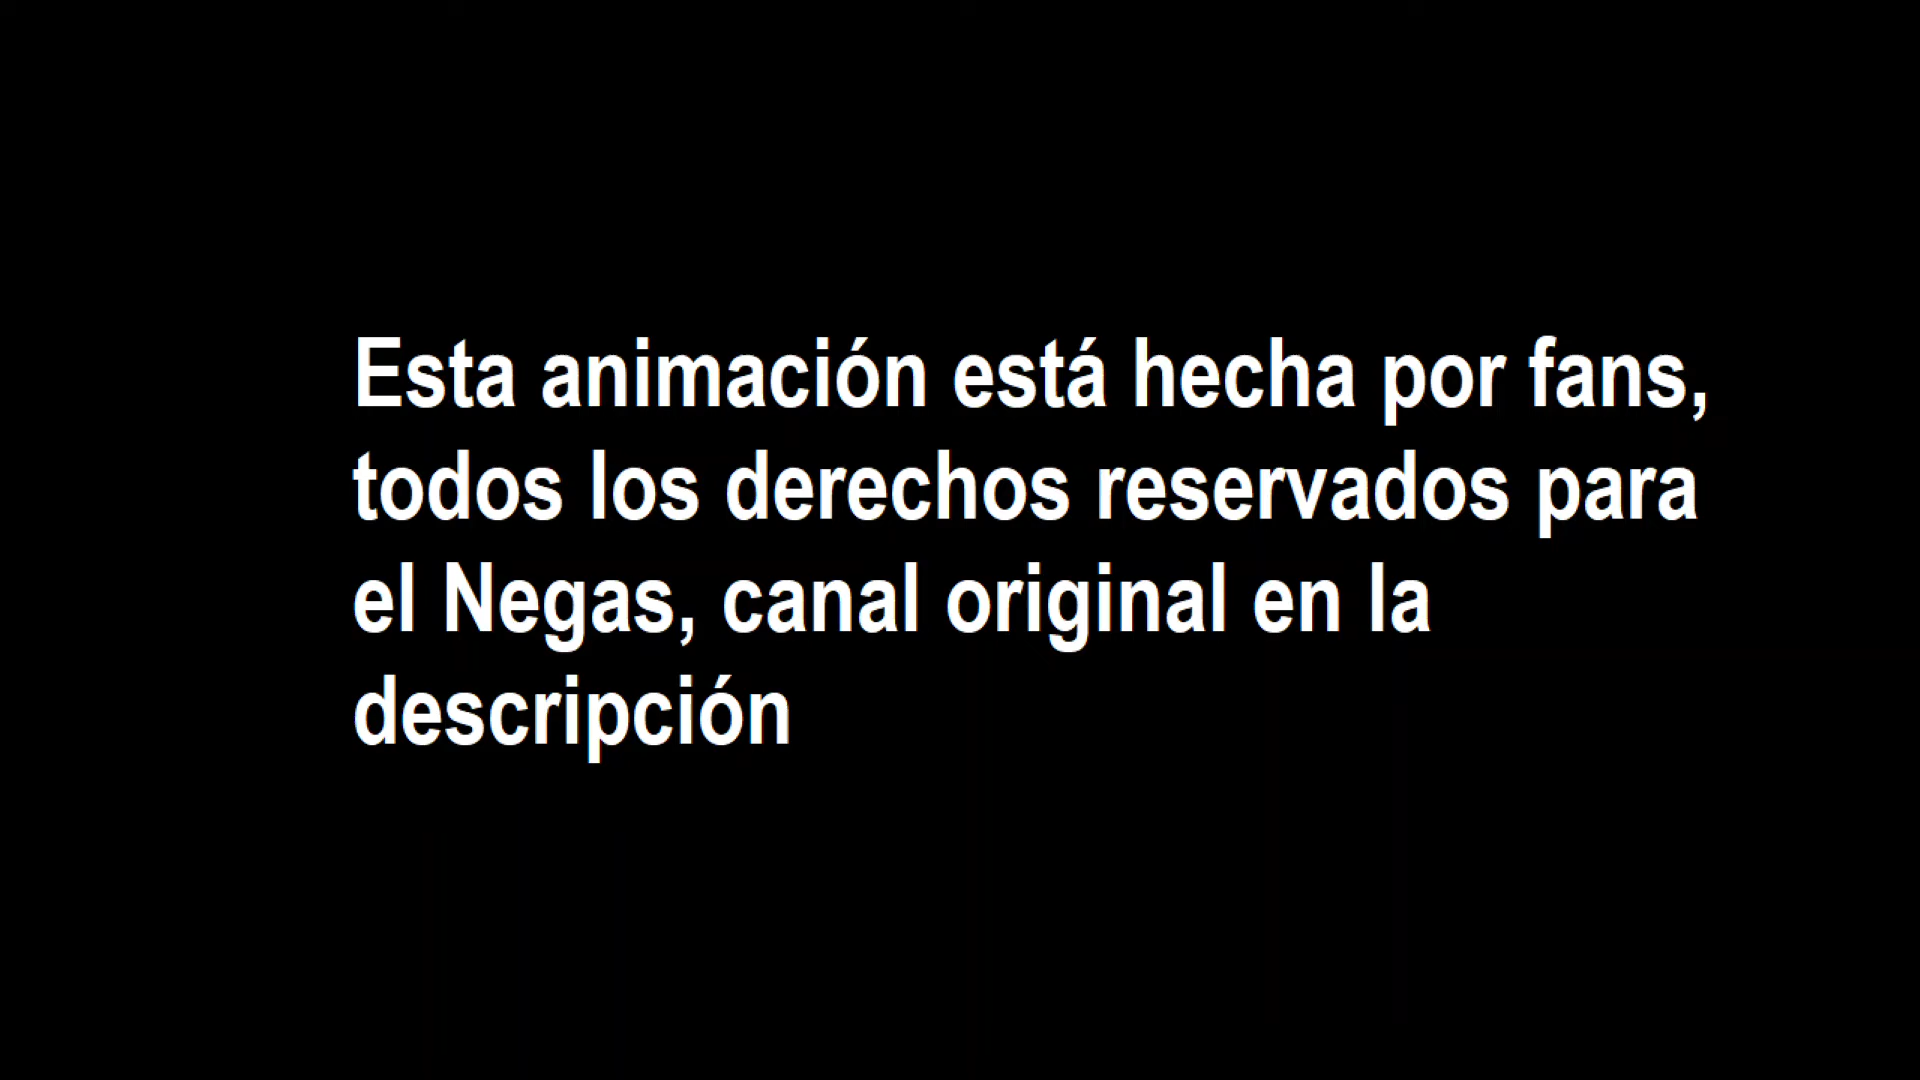 Esta animación está hecha por fans,
todos los derechos reservados para
el Negas, canal original en la
descripción